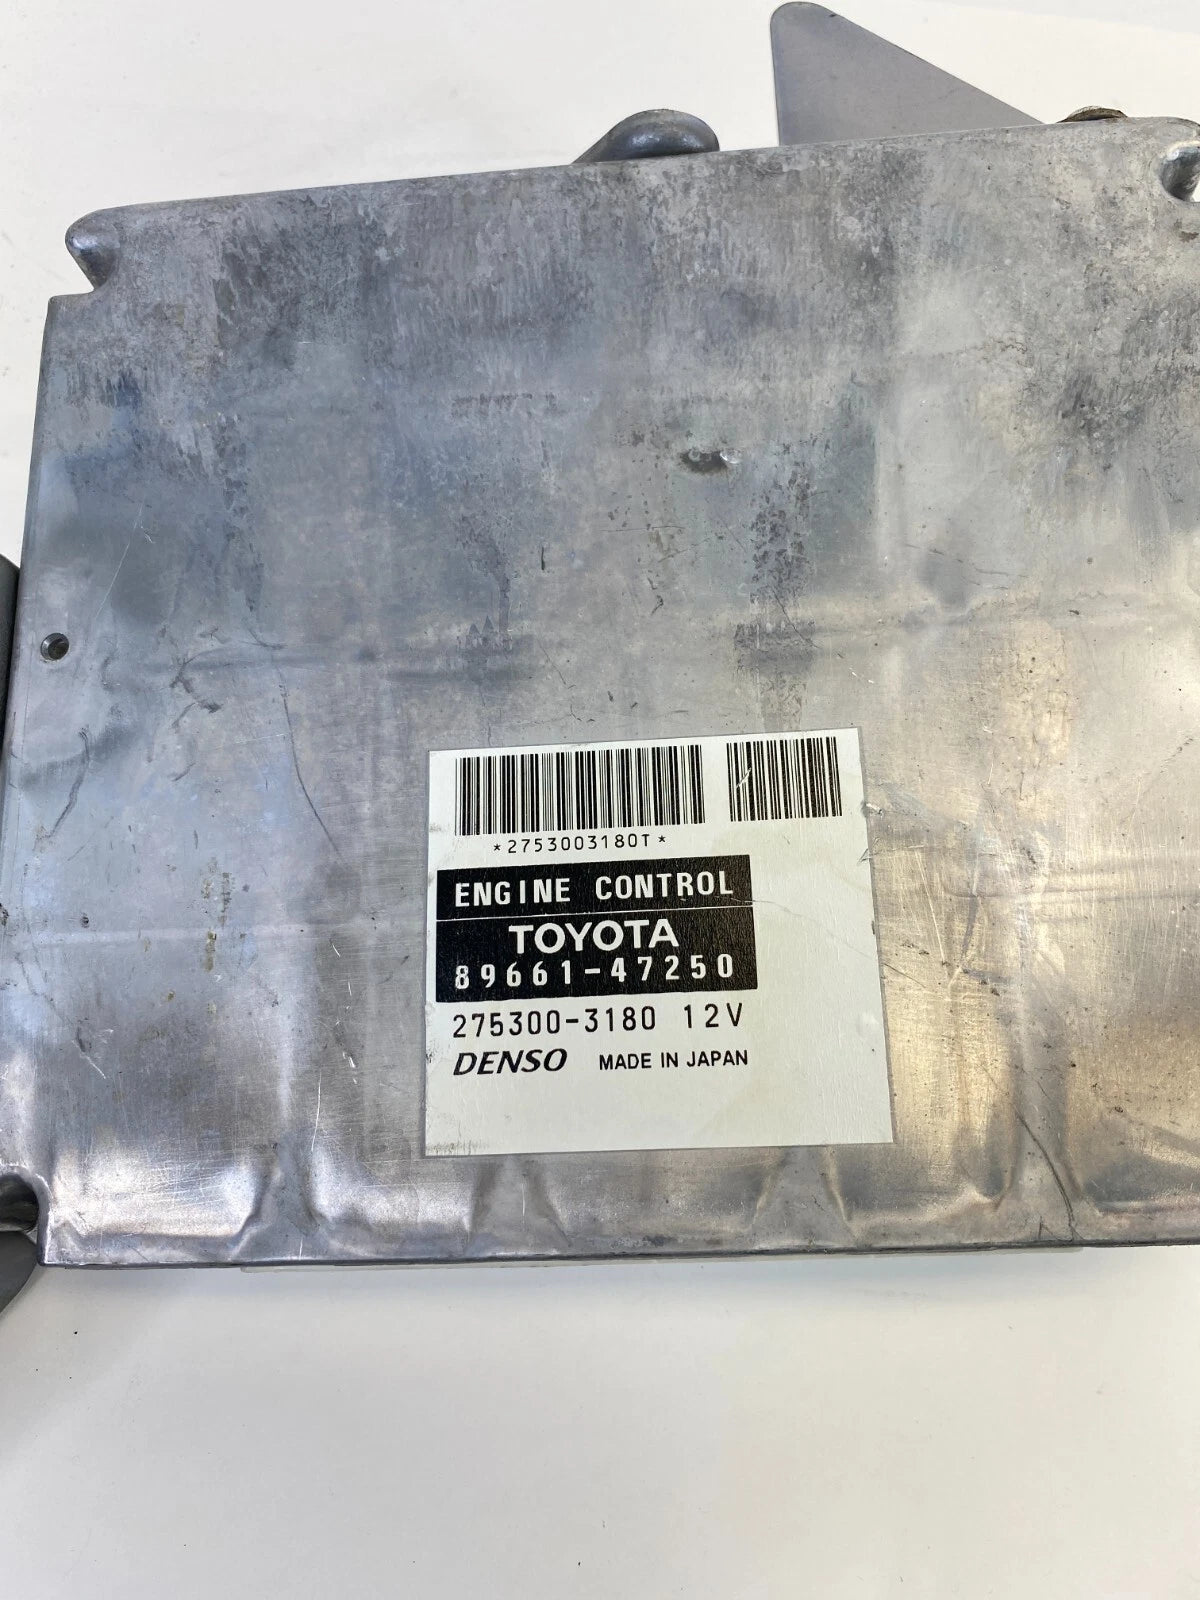 *2753003180T*
ENGINE CONTROL
TOYOTA
89661-47250
275300-3180 12V
DENSO MADE IN JAPAN